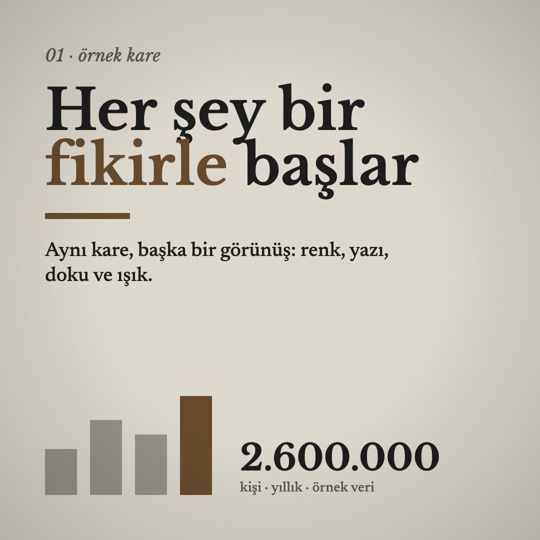 01 · örnek kare
Her şey bir
fikirle başlar
Aynı kare, başka bir görünüş: renk, yazı,
doku ve ışık.
2.600.000
kişi · yıllık · örnek veri